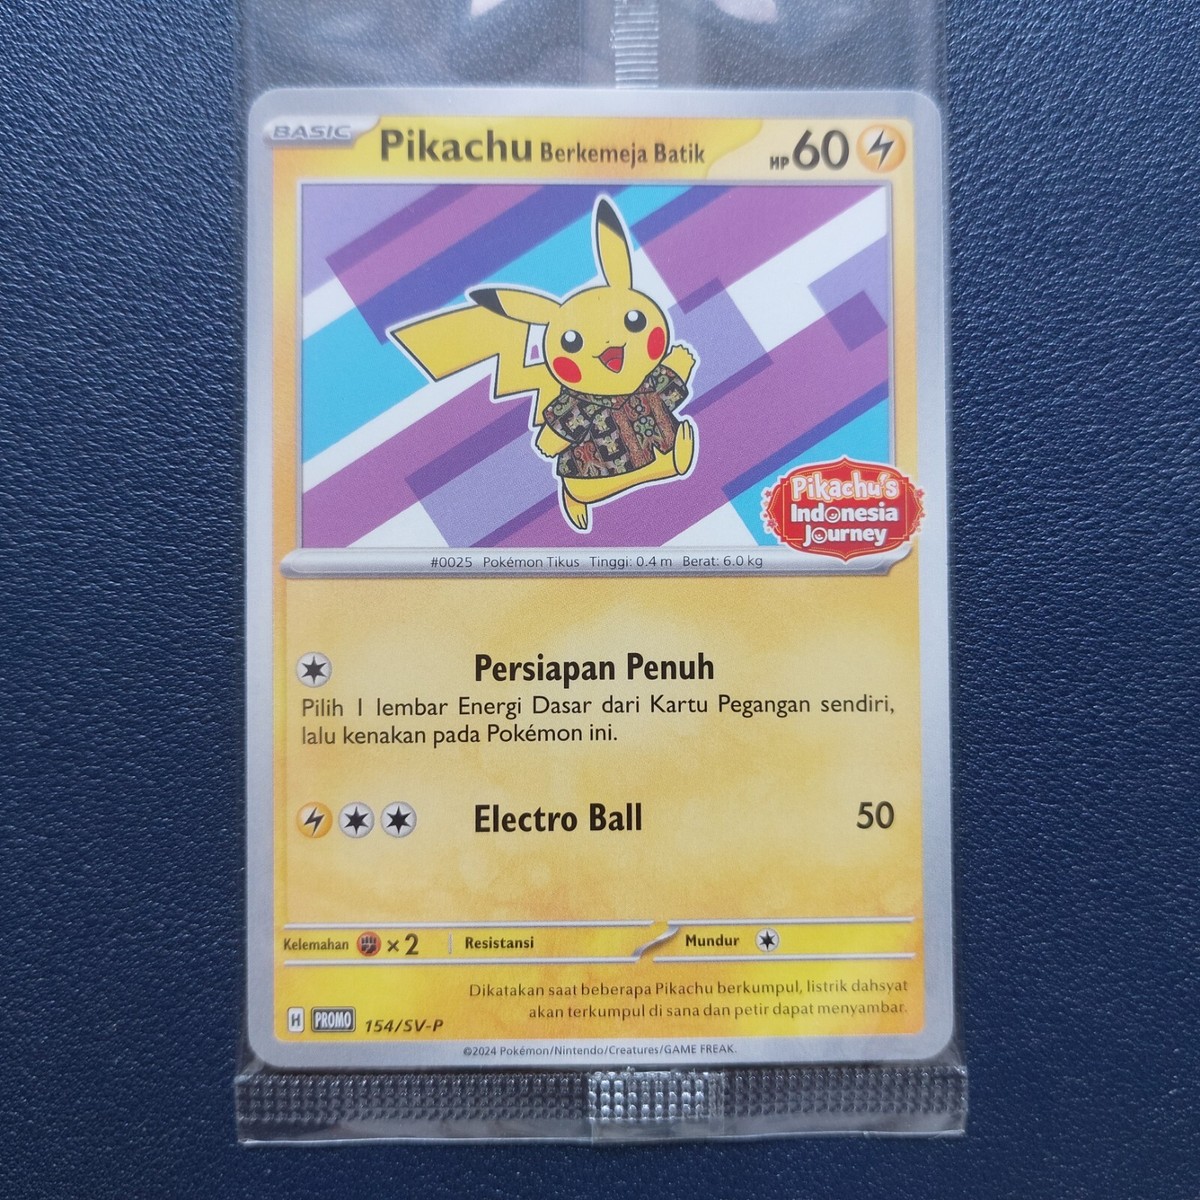 BASIC
Pikachu Berkemeja Batik
HP 60
Pikachu's
Indonesia
Journey
#0025 Pokémon Tikus Tinggi: 0.4 m Berat: 6.0 kg
Persiapan Penuh
Pilih 1 lembar Energi Dasar dari Kartu Pegangan sendiri,
lalu kenakan pada Pokémon ini.
Electro Ball 50
Kelemahan ×2 Resistansi Mundur
Dikatakan saat beberapa Pikachu berkumpul, listrik dahsyat
akan terkumpul di sana dan petir dapat menyambar.
H PROMO 154/SV-P
©2024 Pokémon/Nintendo/Creatures/GAME FREAK.